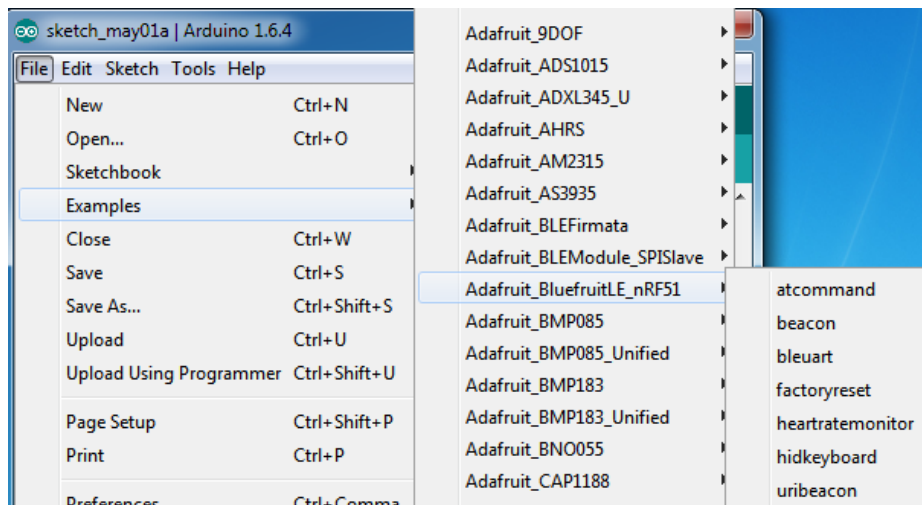 sketch_may01a | Arduino 1.6.4
File Edit Sketch Tools Help
New Ctrl+N
Open... Ctrl+O
Sketchbook
Examples
Close Ctrl+W
Save Ctrl+S
Save As... Ctrl+Shift+S
Upload Ctrl+U
Upload Using Programmer Ctrl+Shift+U
Page Setup Ctrl+Shift+P
Print Ctrl+P
Preferences Ctrl+Comma
Adafruit_9DOF
Adafruit_ADS1015
Adafruit_ADXL345_U
Adafruit_AHRS
Adafruit_AM2315
Adafruit_AS3935
Adafruit_BLEFirmata
Adafruit_BLEModule_SPISlave
Adafruit_BluefruitLE_nRF51
Adafruit_BMP085
Adafruit_BMP085_Unified
Adafruit_BMP183
Adafruit_BMP183_Unified
Adafruit_BNO055
Adafruit_CAP1188
atcommand
beacon
bleuart
factoryreset
heartratemonitor
hidkeyboard
uribeacon